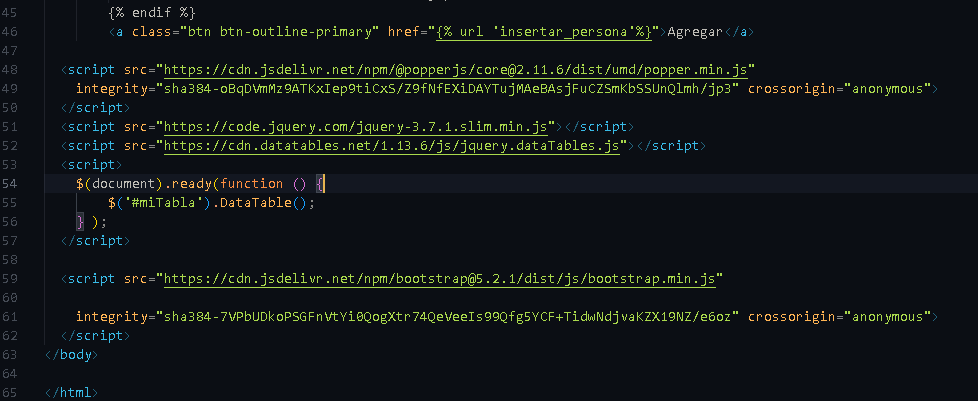 45 {% endif %}
46 <a class="btn btn-outline-primary" href="{% url 'insertar_persona'%}">Agregar</a>
47
48 <script src="https://cdn.jsdelivr.net/npm/@popperjs/core@2.11.6/dist/umd/popper.min.js"
49 integrity="sha384-oBqDVmMz9ATKxIep9tiCxS/Z9fNfEXiDAYTujMAeBAsjFuCZSmKbSSUnQlmh/jp3" crossorigin="anonymous">
50 </script>
51 <script src="https://code.jquery.com/jquery-3.7.1.slim.min.js"></script>
52 <script src="https://cdn.datatables.net/1.13.6/js/jquery.dataTables.js"></script>
53 <script>
54 $(document).ready(function () {
55 $('#miTabla').DataTable();
56 } );
57 </script>
58
59 <script src="https://cdn.jsdelivr.net/npm/bootstrap@5.2.1/dist/js/bootstrap.min.js"
60
61 integrity="sha384-7VPbUDkoPSGFnVtYi0QogXtr74QeVeeIs99Qfg5YCF+TidwNdjvaKZX19NZ/e6oz" crossorigin="anonymous">
62 </script>
63 </body>
64
65 </html>